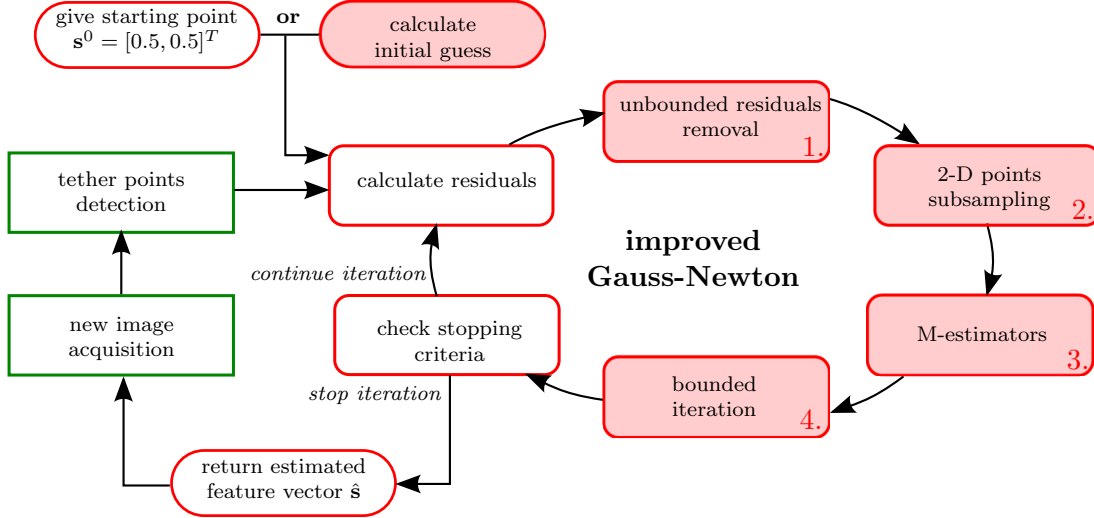 give starting point
𝐬⁰ = [0.5, 0.5]ᵀ
or
calculate
initial guess
unbounded residuals
removal
1.
tether points
detection
calculate residuals
2-D points
subsampling
2.
improved
Gauss-Newton
continue iteration
new image
acquisition
check stopping
criteria
M-estimators
3.
stop iteration
bounded
iteration
4.
return estimated
feature vector ŝ